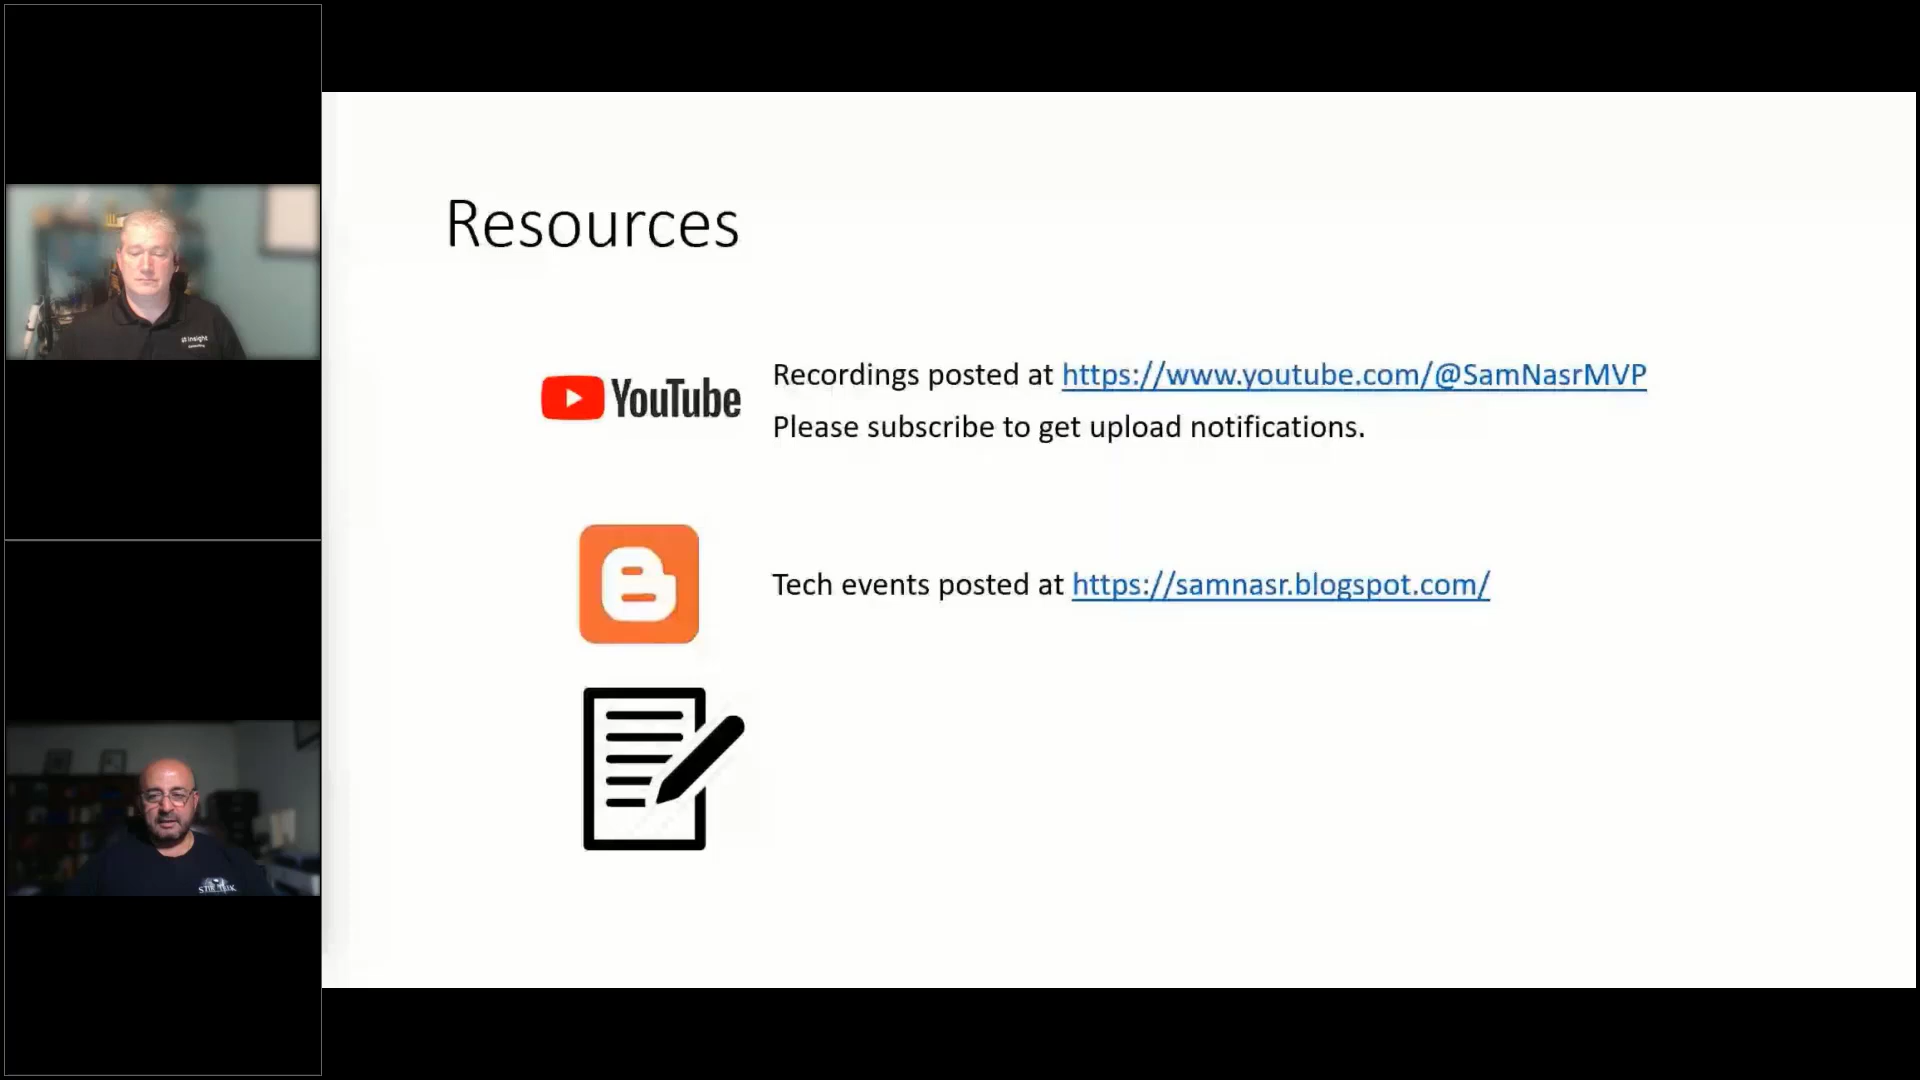 Resources
YouTube
Recordings posted at https://www.youtube.com/@SamNasrMVP
Please subscribe to get upload notifications.
Tech events posted at https://samnasr.blogspot.com/
Insight